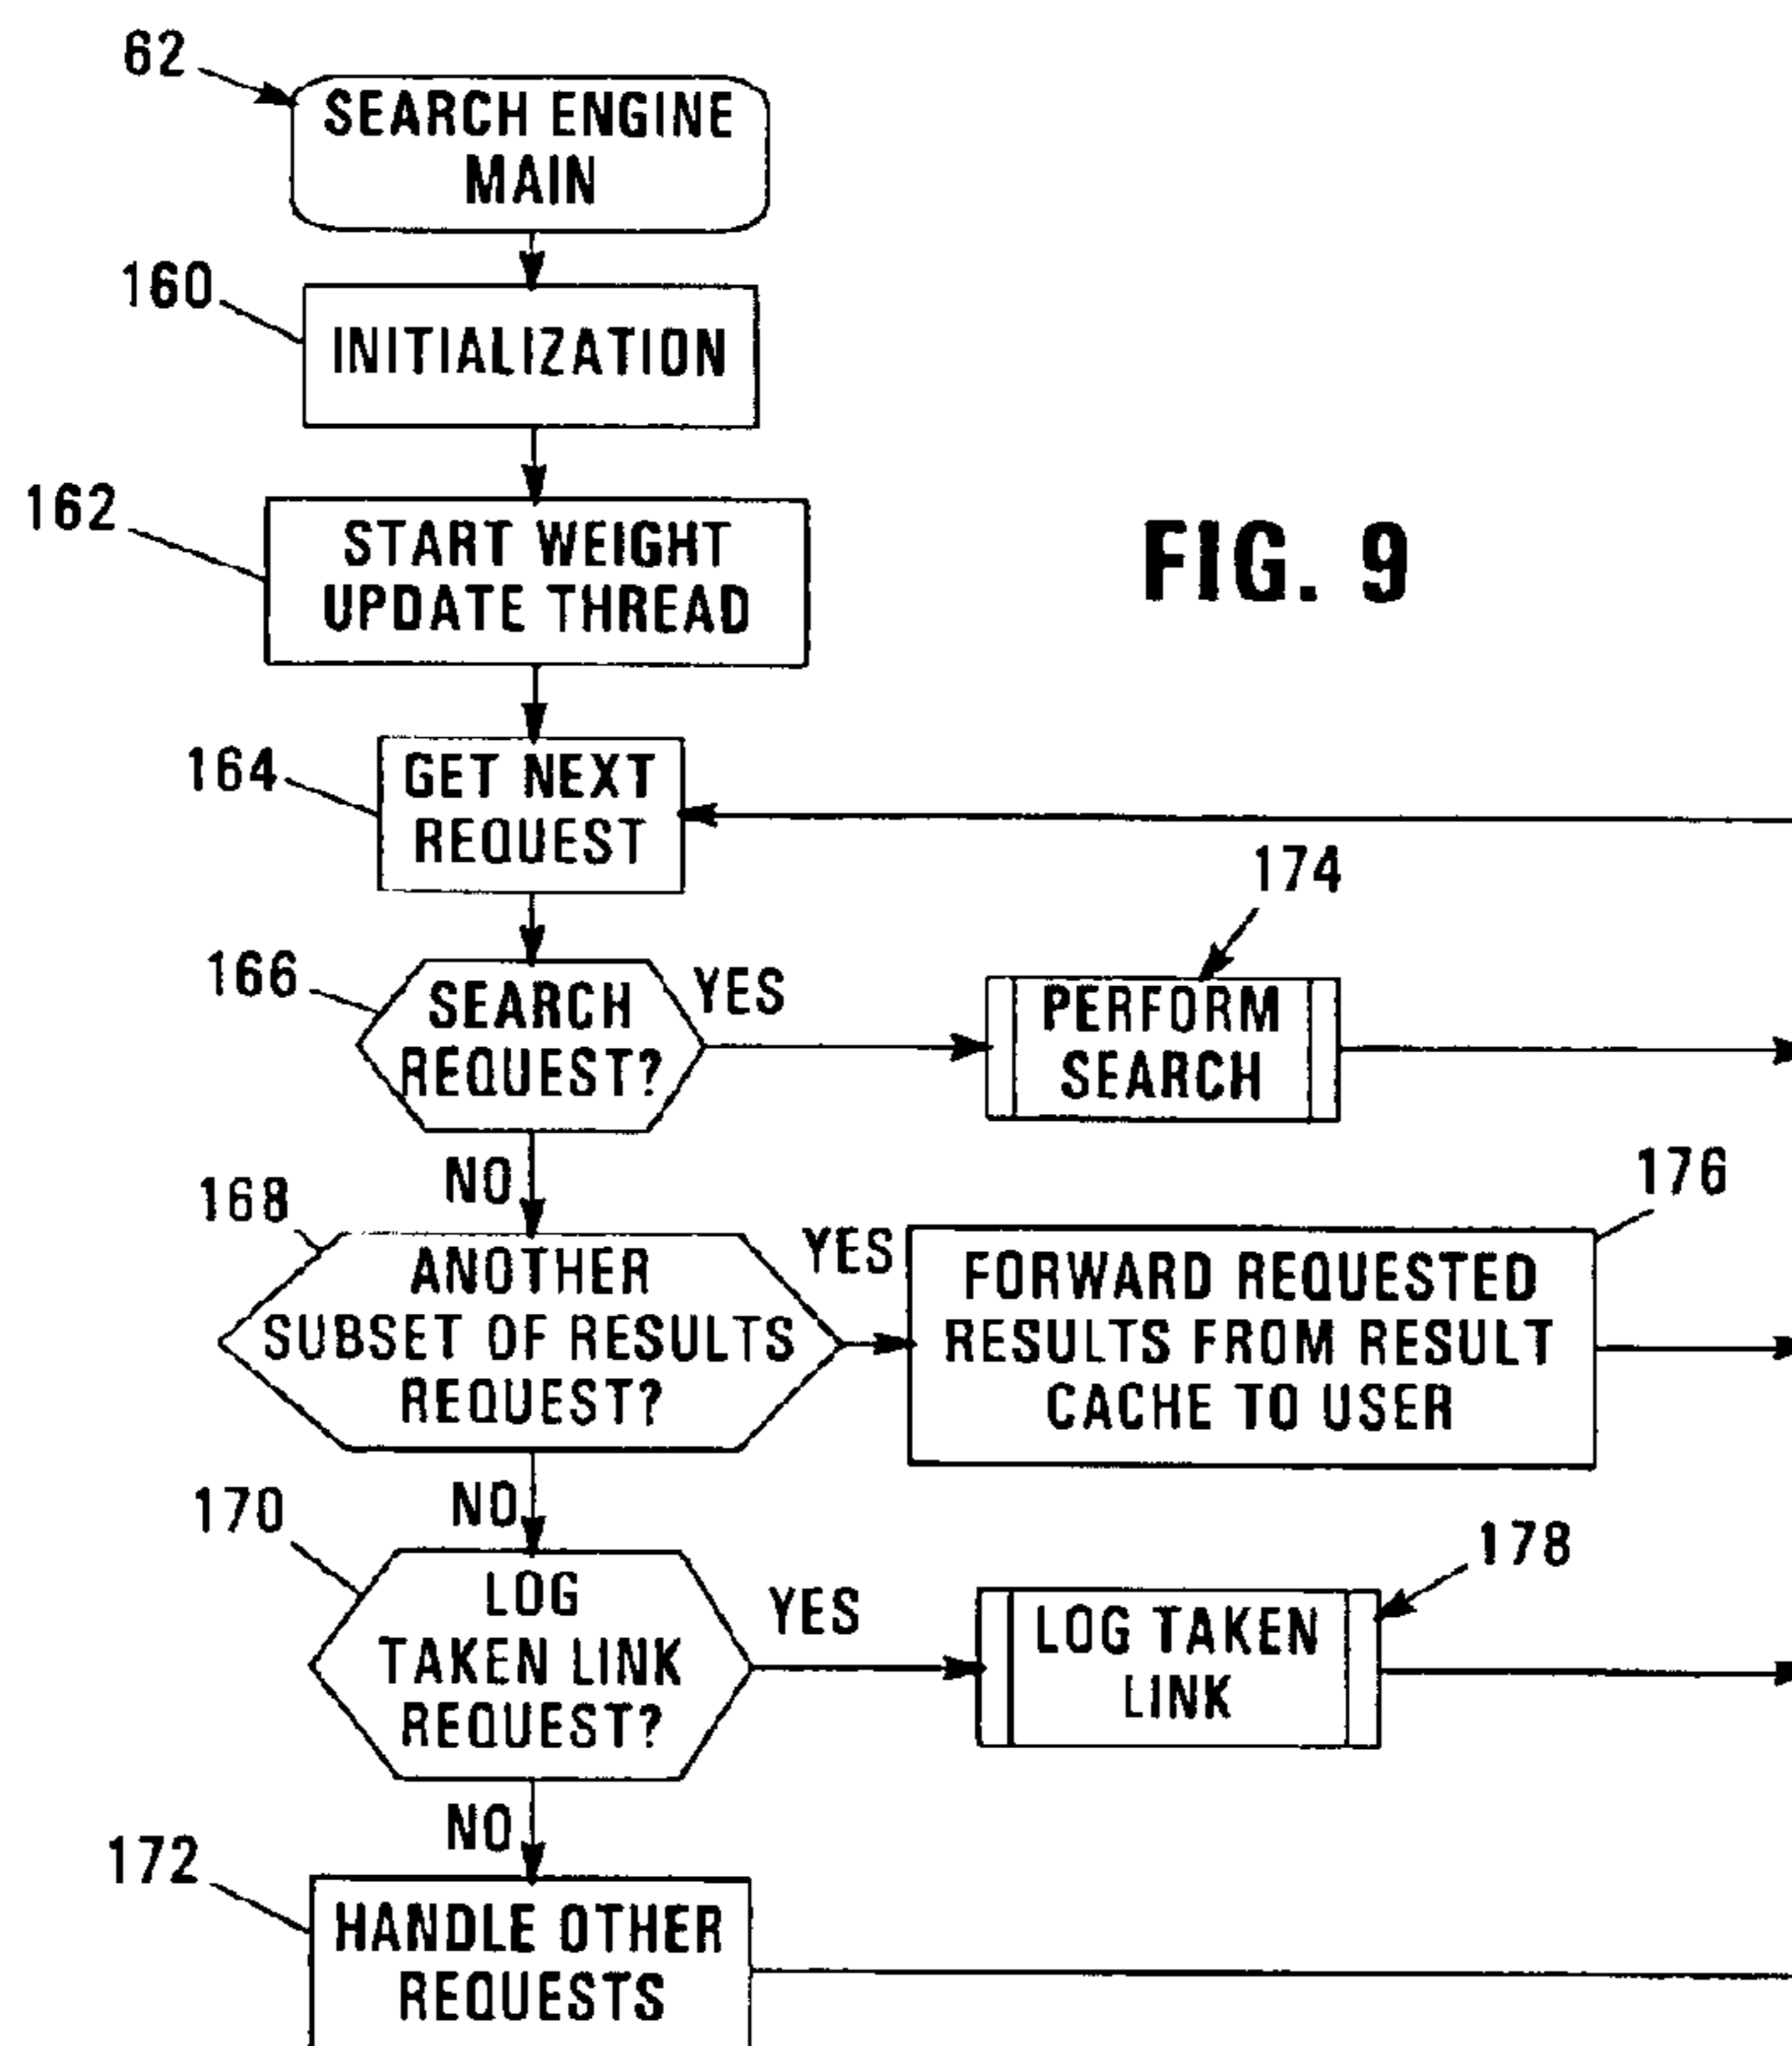 62
SEARCH ENGINE
MAIN
160
INITIALIZATION
162
START WEIGHT
UPDATE THREAD
FIG. 9
164
GET NEXT
REQUEST
174
166
SEARCH
REQUEST?
YES
PERFORM
SEARCH
NO
176
168
ANOTHER
SUBSET OF RESULTS
REQUEST?
YES
FORWARD REQUESTED
RESULTS FROM RESULT
CACHE TO USER
NO
170
178
LOG
TAKEN LINK
REQUEST?
YES
LOG TAKEN
LINK
NO
172
HANDLE OTHER
REQUESTS